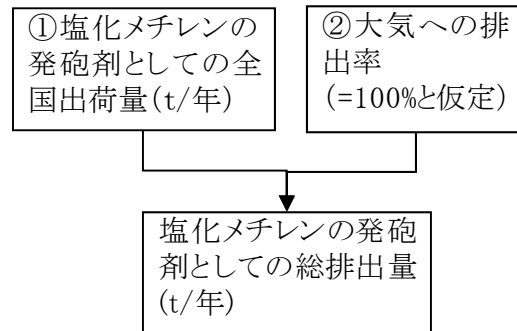 ①塩化メチレンの
発砲剤としての全
国出荷量(t/年)
②大気への排
出率
(=100%と仮定)
塩化メチレンの発砲
剤としての総排出量
(t/年)